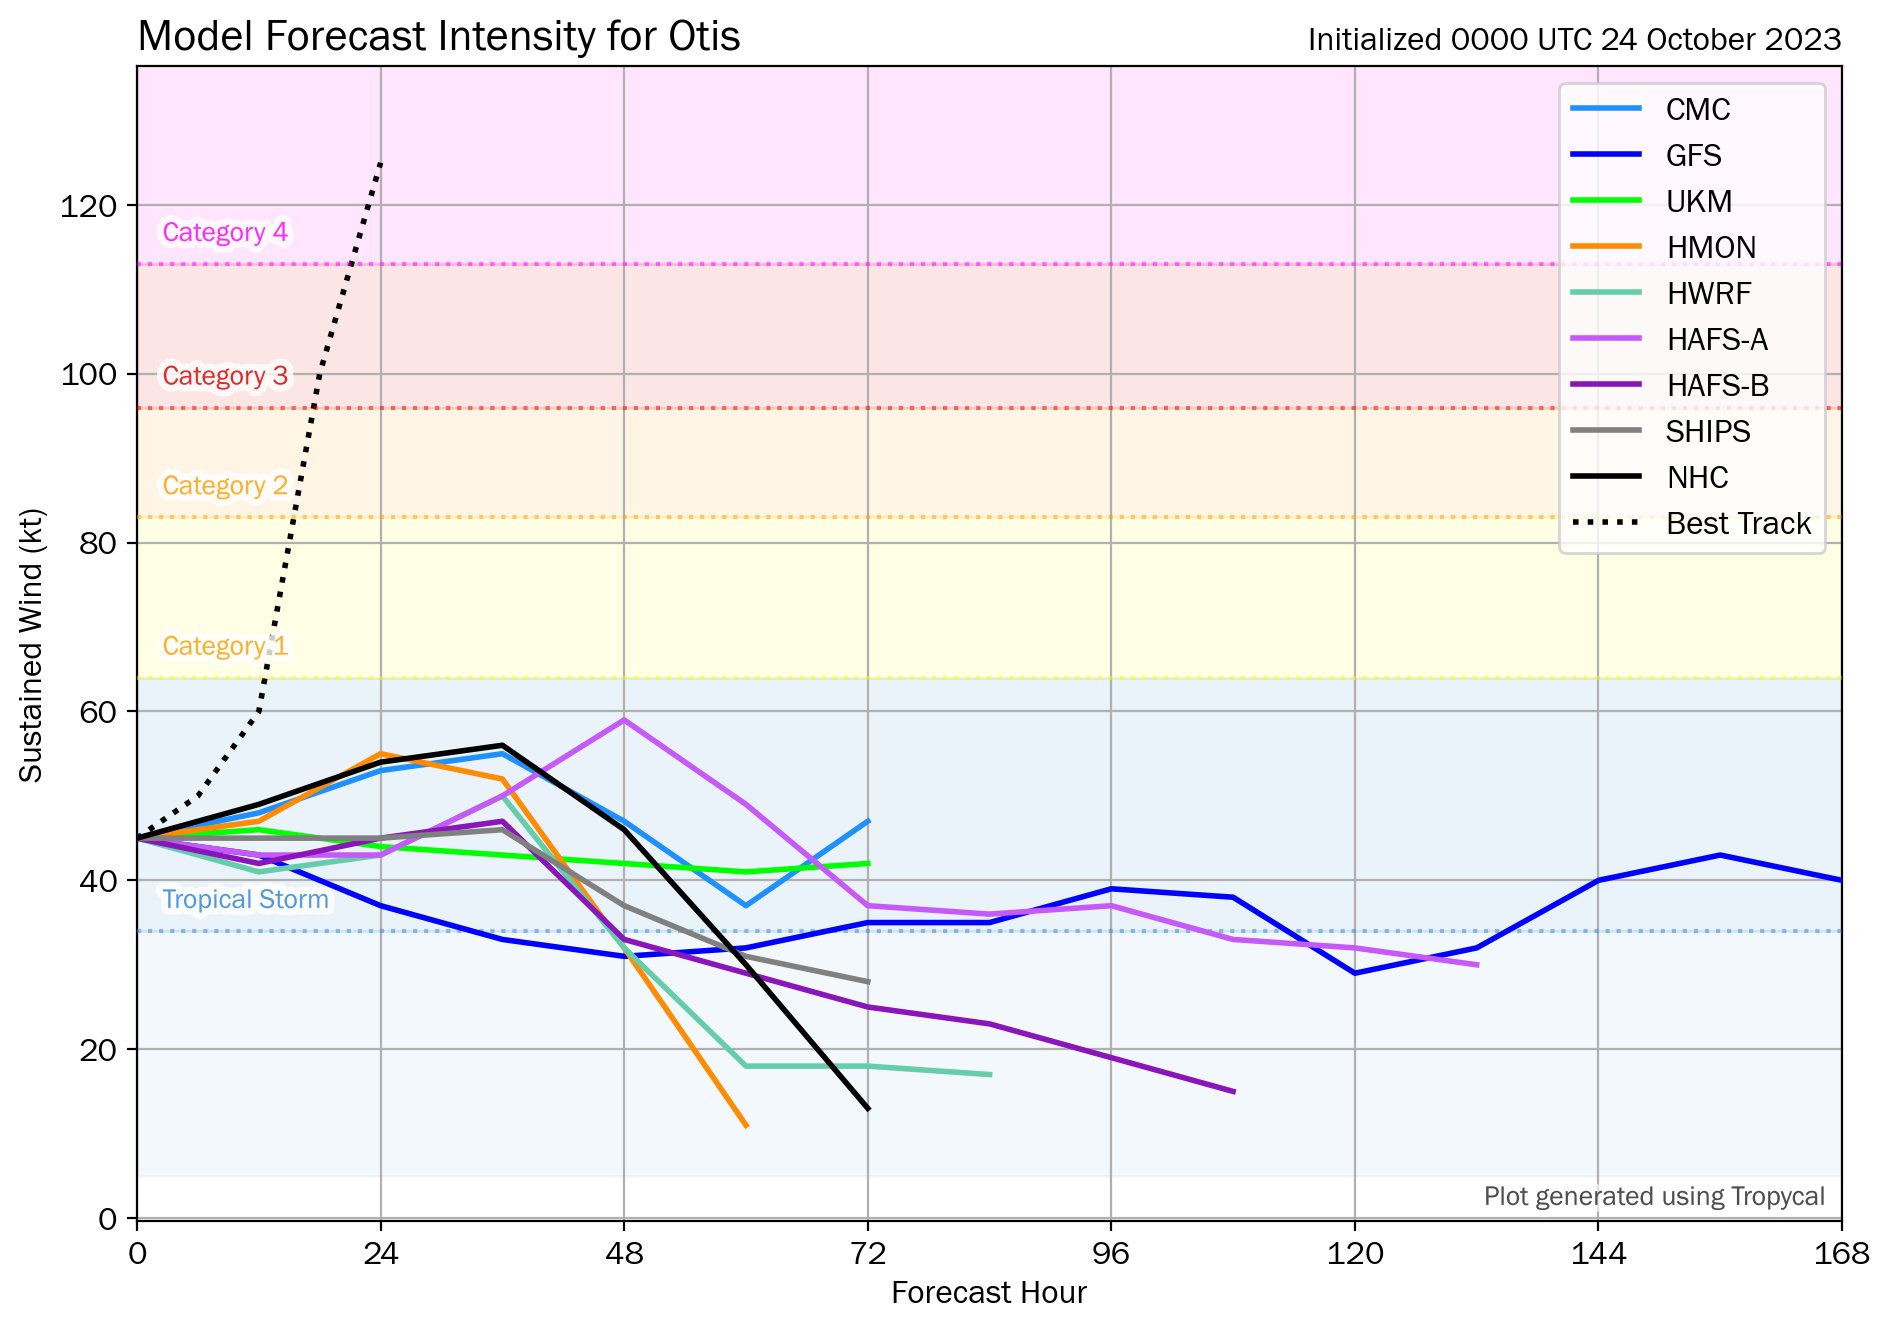 Model Forecast Intensity for Otis
Initialized 0000 UTC 24 October 2023
CMC
GFS
UKM
HMON
HWRF
HAFS-A
HAFS-B
SHIPS
NHC
Best Track
Sustained Wind (kt)
120
100
80
60
40
20
0
Category 4
Category 3
Category 2
Category 1
Tropical Storm
Plot generated using Tropycal
0 24 48 72 96 120 144 168
Forecast Hour